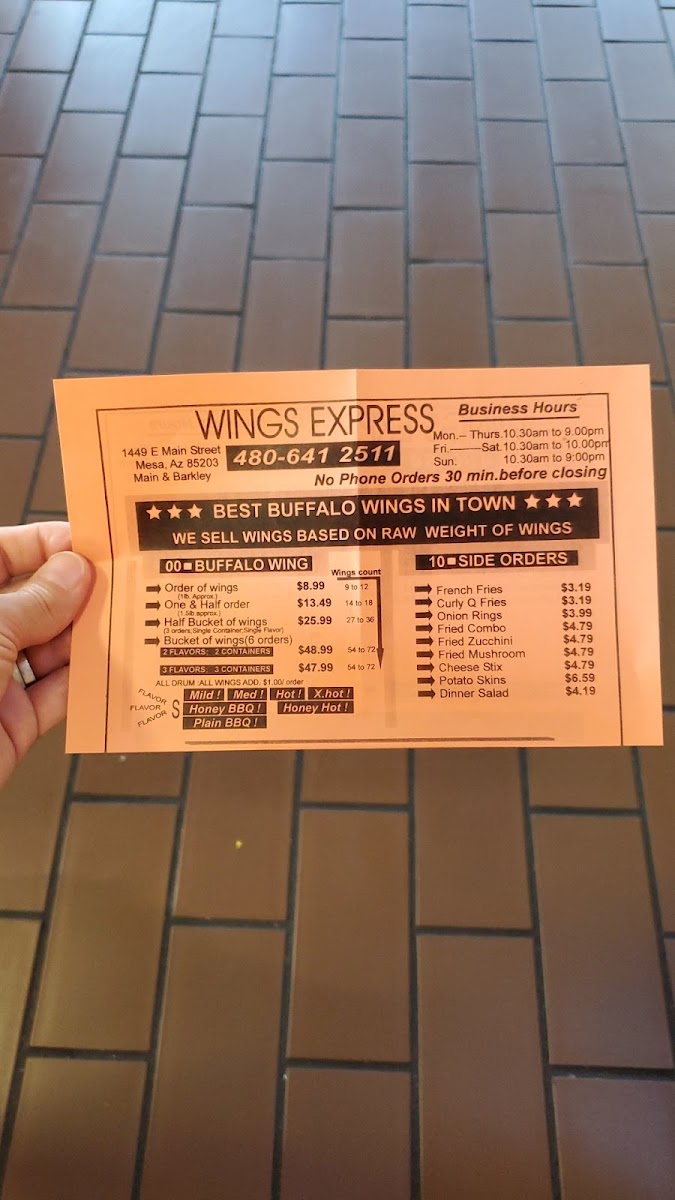 WINGS EXPRESS
1449 E Main Street
Mesa, Az 85203
Main & Barkley
480-641 2511
Business Hours
Mon.– Thurs.10.30am to 9.00pm
Fri.———Sat.10.30am to 10.00pm
Sun. 10.30am to 9:00pm
No Phone Orders 30 min.before closing
★ ★ ★ BEST BUFFALO WINGS IN TOWN ★ ★ ★
WE SELL WINGS BASED ON RAW WEIGHT OF WINGS
00■BUFFALO WING
Wings count
Order of wings $8.99 9 to 12
(1lb. Approx.)
One & Half order $13.49 14 to 18
(1.5lb.approx.)
Half Bucket of wings $25.99 27 to 36
(3 orders;Single Container;Single Flavor)
Bucket of wings(6 orders)
2 FLAVORS; 2 CONTAINERS $48.99 54 to 72
3 FLAVORS; 3 CONTAINERS $47.99 54 to 72
ALL DRUM :ALL WINGS ADD. $1.00/ order
FLAVOR
FLAVOR
FLAVOR
S
Mild ! Med ! Hot ! X.hot !
Honey BBQ ! Honey Hot !
Plain BBQ !
10■SIDE ORDERS
French Fries $3.19
Curly Q Fries $3.19
Onion Rings $3.99
Fried Combo $4.79
Fried Zucchini $4.79
Fried Mushroom $4.79
Cheese Stix $4.79
Potato Skins $6.59
Dinner Salad $4.19